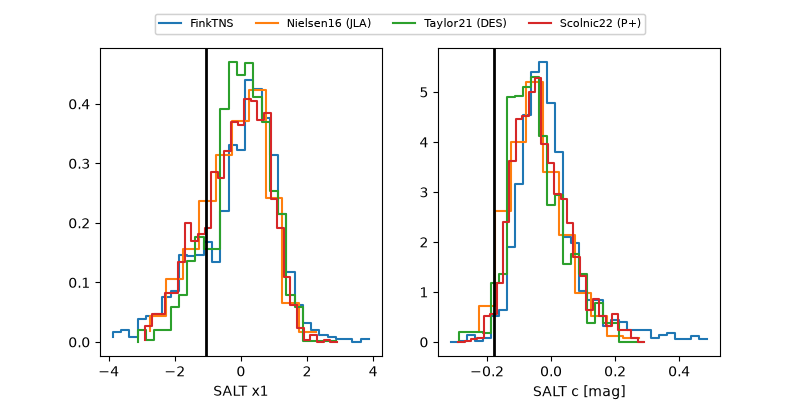 FinkTNS Nielsen16 (JLA) Taylor21 (DES) Scolnic22 (P+)
0.4
0.3
0.2
0.1
0.0
−4 −2 0 2 4
SALT x1
5
4
3
2
1
0
−0.2 0.0 0.2 0.4
SALT c [mag]